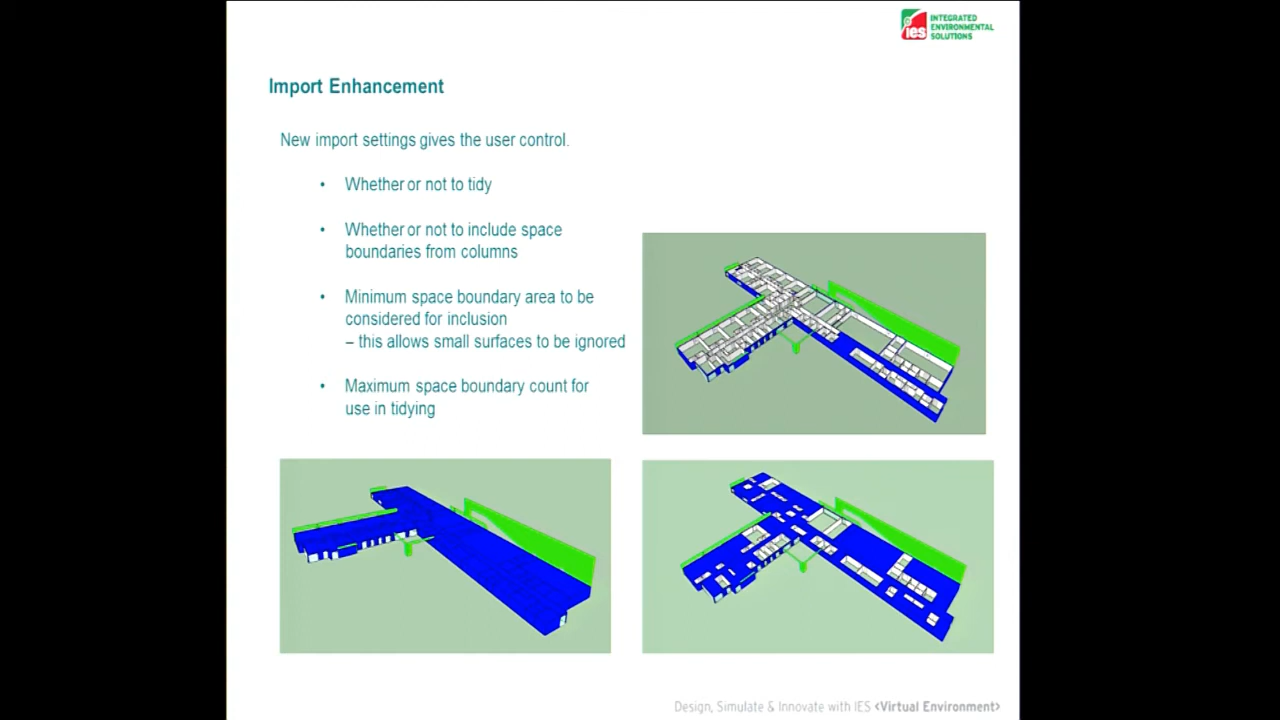 ies INTEGRATED
ENVIRONMENTAL
SOLUTIONS
Import Enhancement
New import settings gives the user control.
• Whether or not to tidy
• Whether or not to include space
boundaries from columns
• Minimum space boundary area to be
considered for inclusion
– this allows small surfaces to be ignored
• Maximum space boundary count for
use in tidying
Design, Simulate & Innovate with IES <Virtual Environment>